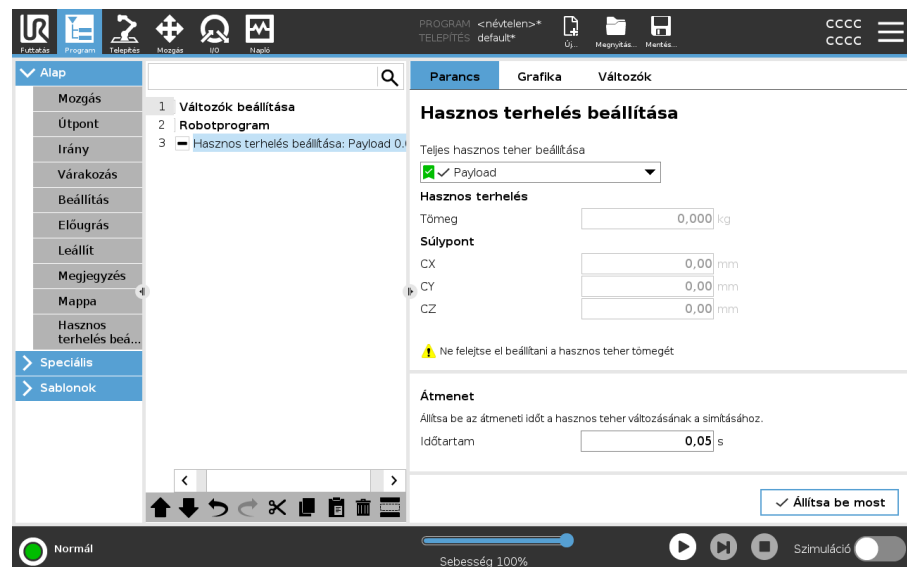 PROGRAM <névtelen>*
TELEPÍTÉS default*
UR
Futtatás
Program
Telepítés
Mozgás
I/O
Napló
Új...
Megnyitás...
Mentés...
CCCC
CCCC
Alap
Mozgás
Útpont
Irány
Várakozás
Beállítás
Előugrás
Leállít
Megjegyzés
Mappa
Hasznos
terhelés beá...
Speciális
Sablonok
1 Változók beállítása
2 Robotprogram
3 Hasznos terhelés beállítása: Payload 0.
Parancs
Grafika
Változók
Hasznos terhelés beállítása
Teljes hasznos teher beállítása
Payload
Hasznos terhelés
Tömeg 0,000 kg
Súlypont
CX 0,00 mm
CY 0,00 mm
CZ 0,00 mm
Ne felejtse el beállítani a hasznos teher tömegét
Átmenet
Állítsa be az átmeneti időt a hasznos teher változásának a simításához.
Időtartam 0,05 s
Állítsa be most
Normál
Sebesség 100%
Szimuláció